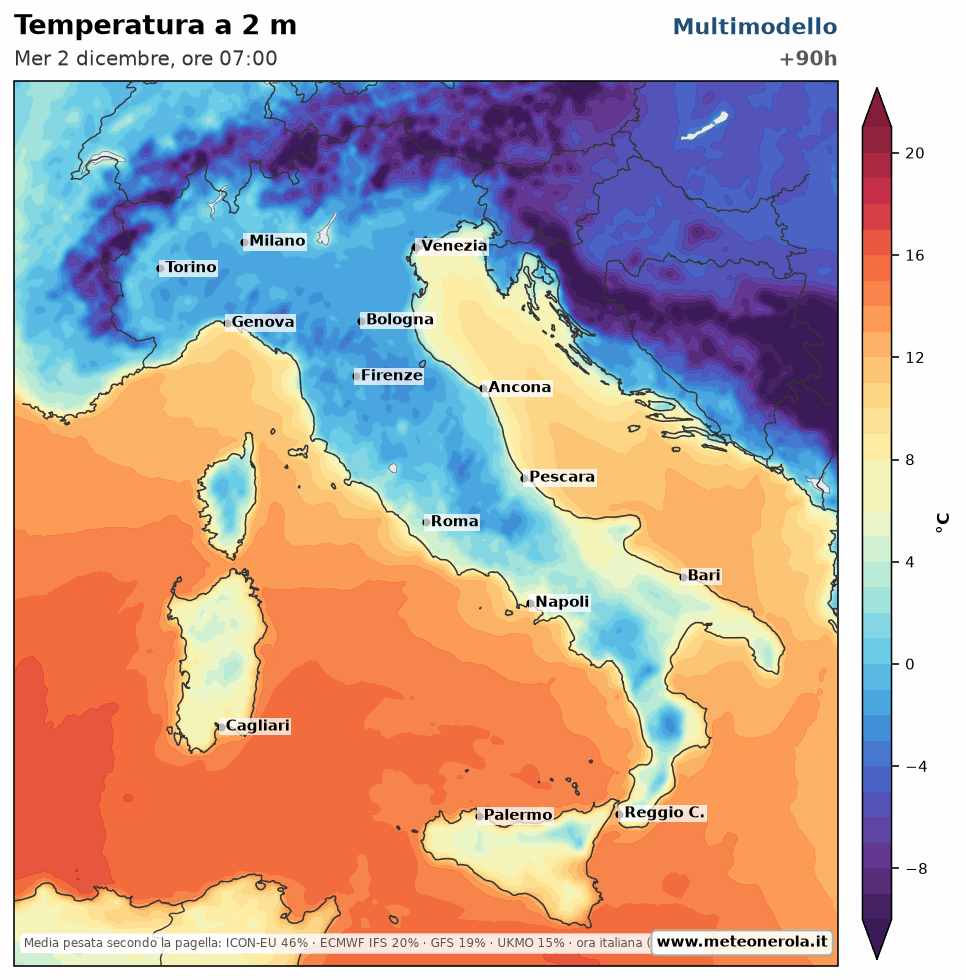 Temperatura a 2 m
Multimodello
Mer 2 dicembre, ore 07:00
+90h
20
16
12
8
4
0
−4
−8
°C
Milano
Venezia
Torino
Genova
Bologna
Firenze
Ancona
Pescara
Roma
Bari
Napoli
Cagliari
Palermo
Reggio C.
Media pesata secondo la pagella: ICON-EU 46% · ECMWF IFS 20% · GFS 19% · UKMO 15% · ora italiana (
www.meteonerola.it